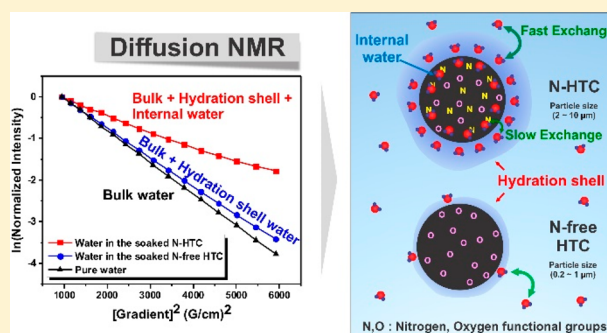 Diffusion NMR
ln(Normalized Intensity)
0
-1
-2
-3
-4
Bulk + Hydration shell +
Internal water
Bulk + Hydration shell water
Bulk water
Water in the soaked N-HTC
Water in the soaked N-free HTC
Pure water
1000 2000 3000 4000 5000 6000
[Gradient]² (G/cm)²
Internal
water
Fast Exchange
N-HTC
Particle size
(2 ~ 10 μm)
Slow Exchange
Hydration shell
N-free
HTC
Particle size
(0.2 ~ 1 μm)
N,O : Nitrogen, Oxygen functional groups